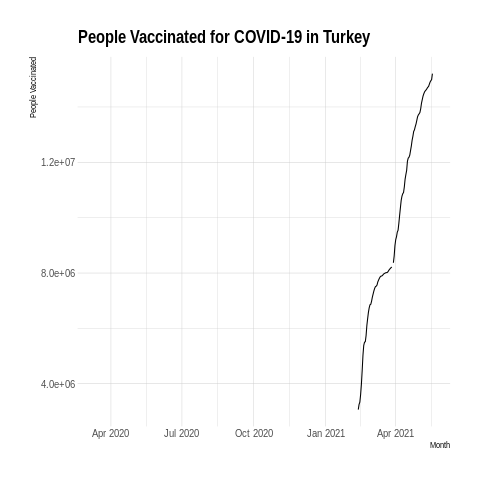 People Vaccinated for COVID-19 in Turkey
People Vaccinated
1.2e+07
8.0e+06
4.0e+06
Apr 2020 Jul 2020 Oct 2020 Jan 2021 Apr 2021
Month